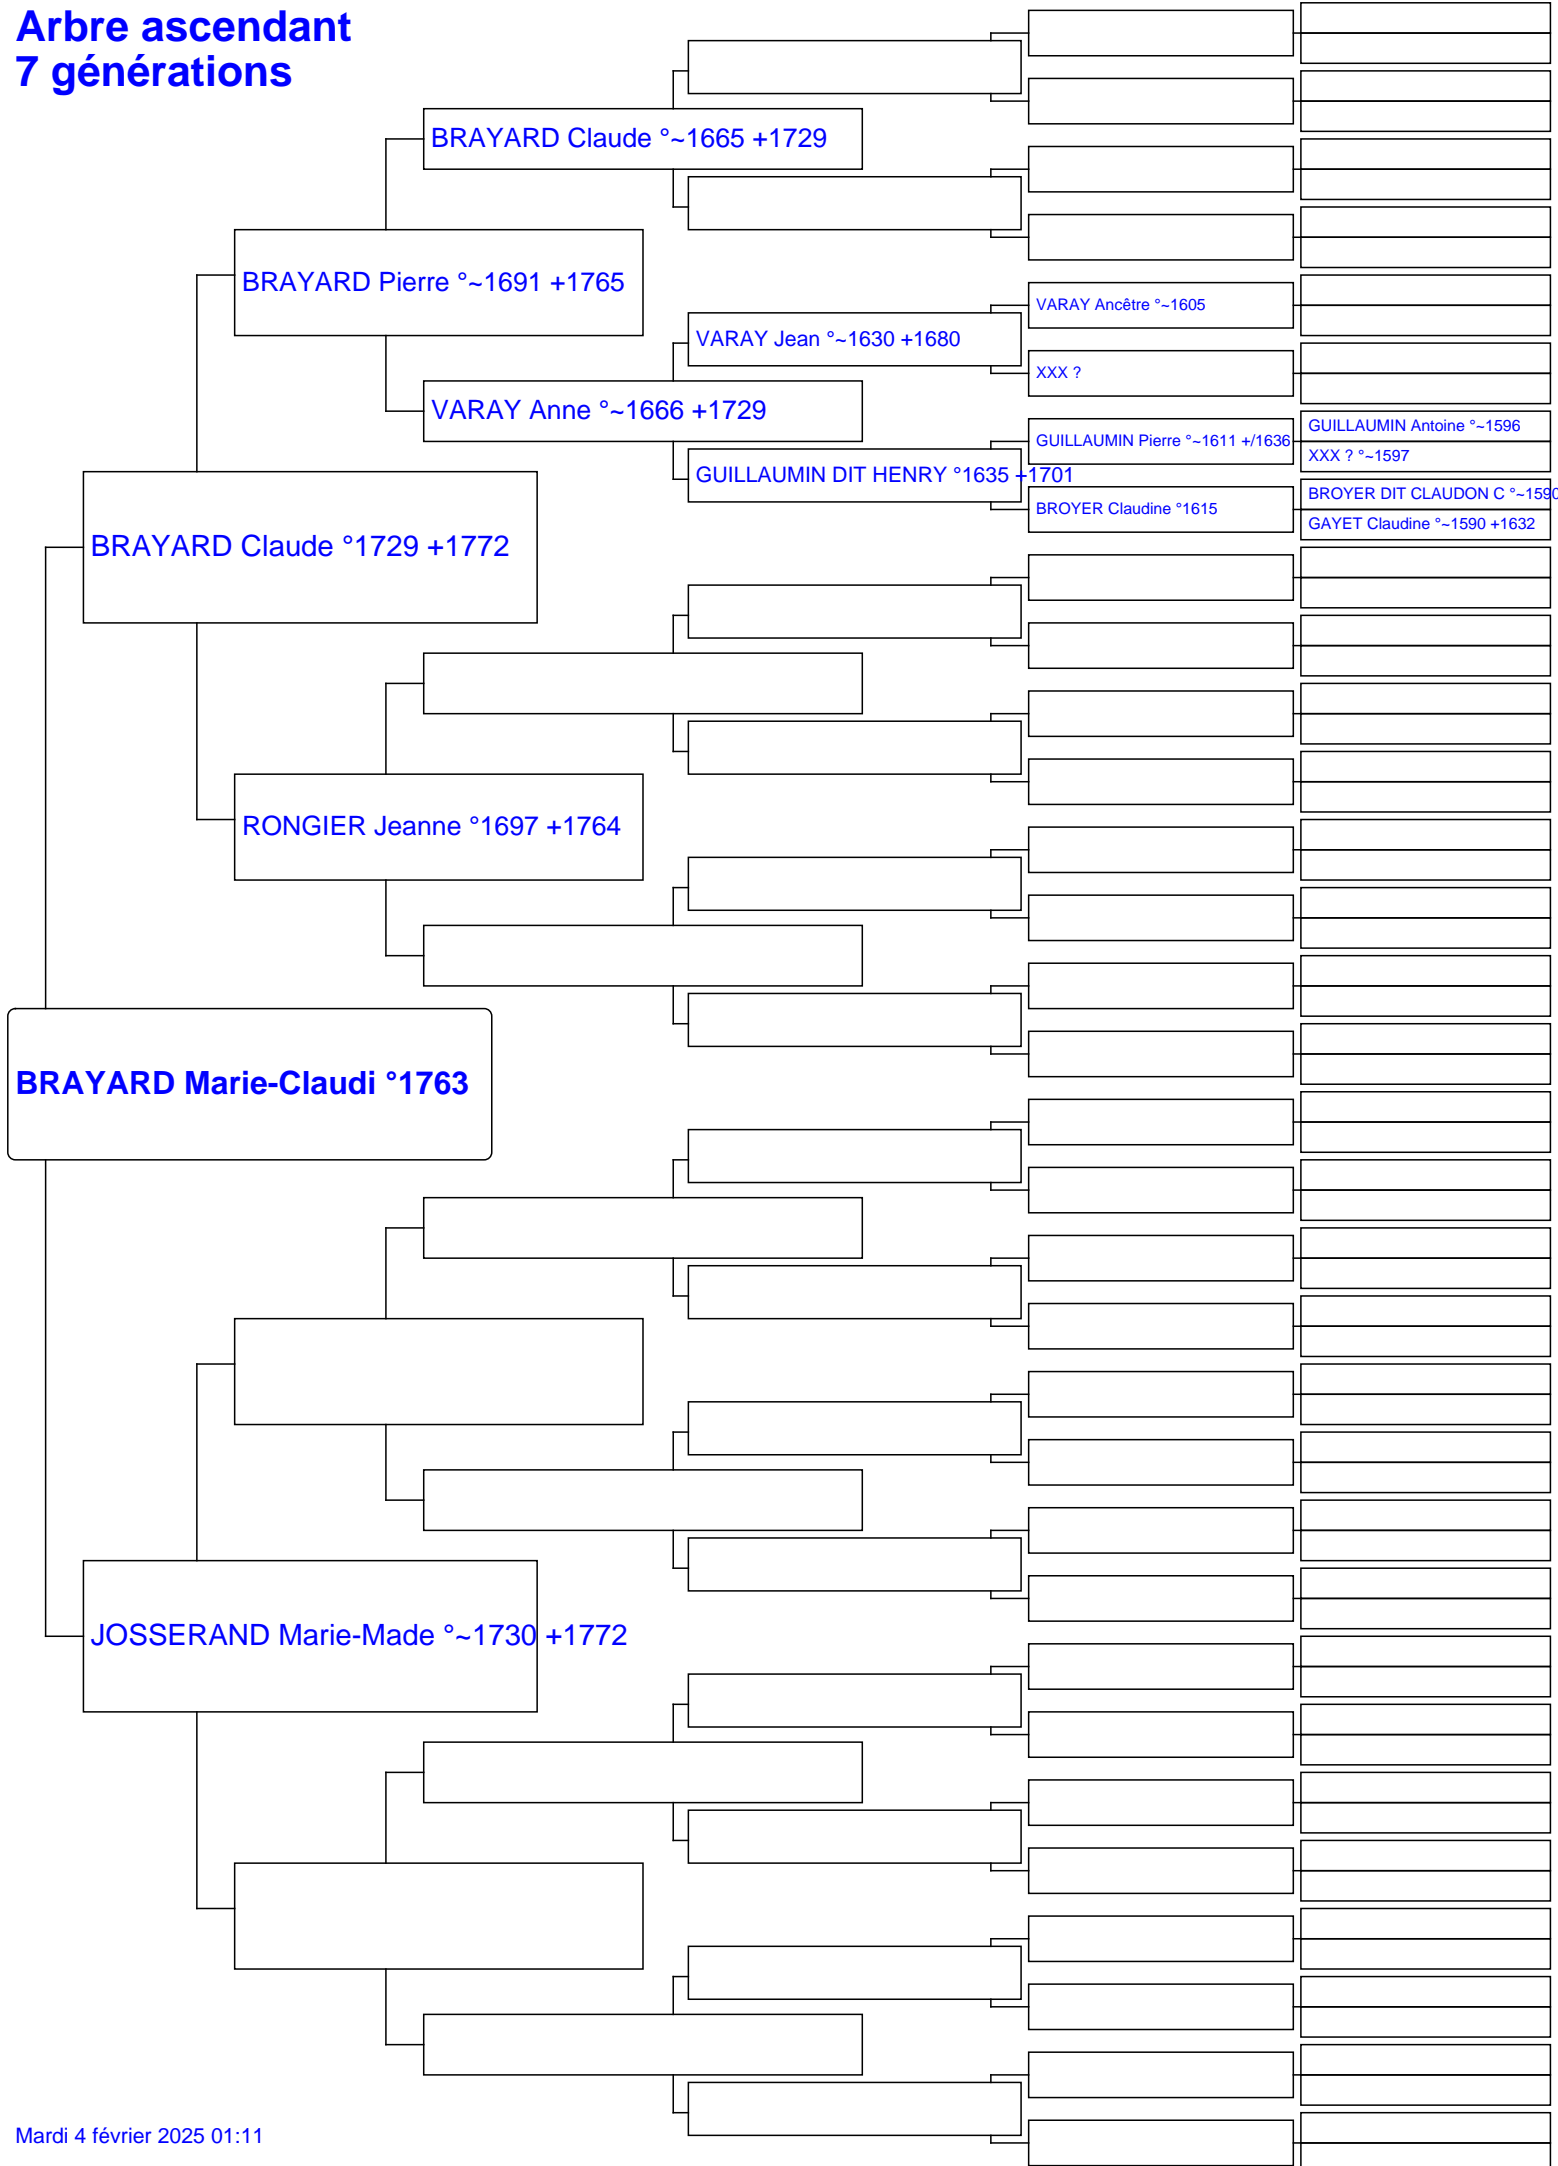 Arbre ascendant
7 générations
BRAYARD Claude °~1665 +1729
BRAYARD Pierre °~1691 +1765
VARAY Ancêtre °~1605
VARAY Jean °~1630 +1680
XXX ?
VARAY Anne °~1666 +1729
GUILLAUMIN Antoine °~1596
GUILLAUMIN Pierre °~1611 +/1636
XXX ? °~1597
GUILLAUMIN DIT HENRY °1635 +1701
BROYER DIT CLAUDON C °~1590
BROYER Claudine °1615
GAYET Claudine °~1590 +1632
BRAYARD Claude °1729 +1772
RONGIER Jeanne °1697 +1764
BRAYARD Marie-Claudi °1763
JOSSERAND Marie-Made °~1730 +1772
Mardi 4 février 2025 01:11